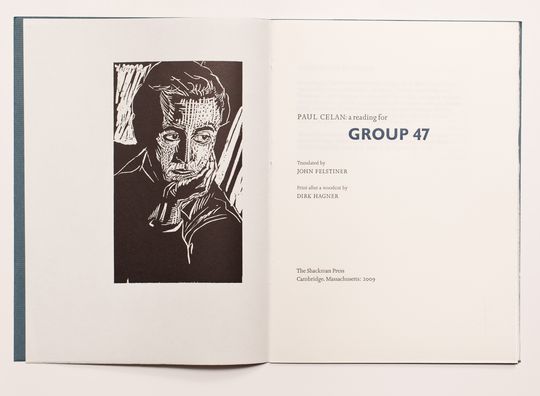 PAUL CELAN: a reading for
GROUP 47
Translated by
JOHN FELSTINER
Print after a woodcut by
DIRK HAGNER
The Shackman Press
Cambridge, Massachusetts: 2009